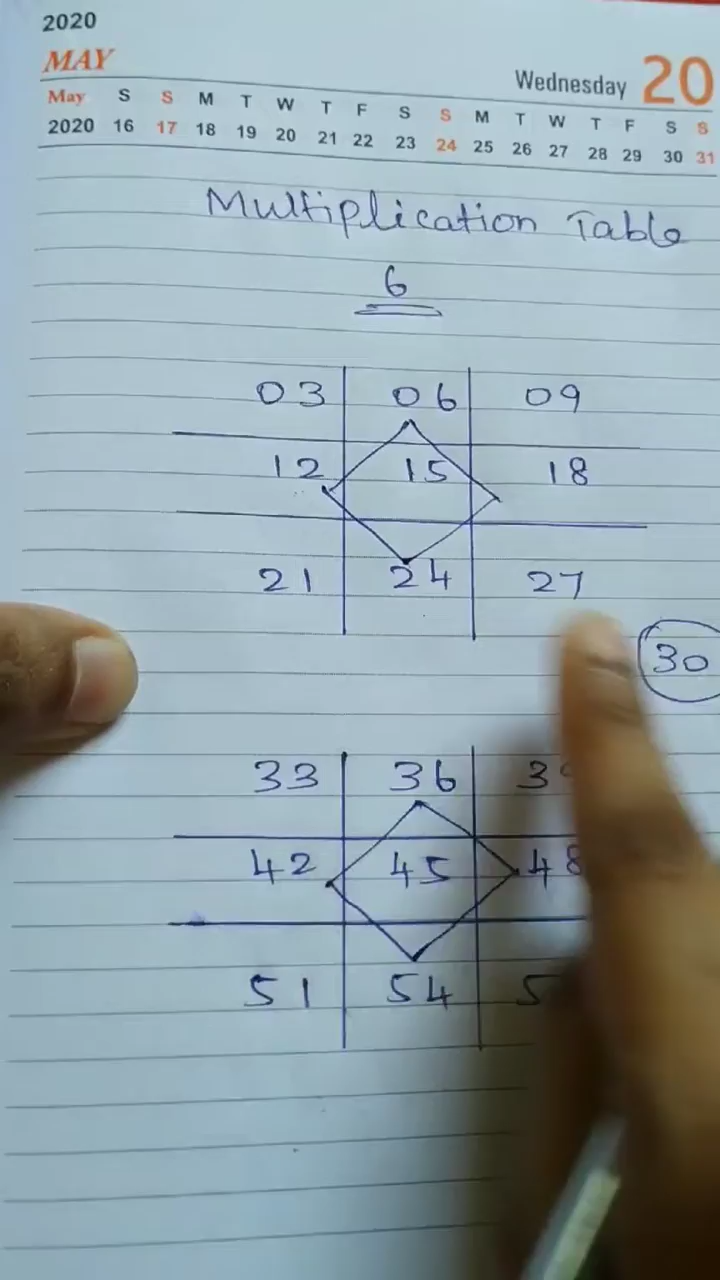 2020
MAY
Wednesday 20
May S S M T W T F S S M T W T F S S
2020 16 17 18 19 20 21 22 23 24 25 26 27 28 29 30 31
Multiplication Table
6
03 06 09
12 15 18
21 24 27
30
33 36
42 45 48
51 54